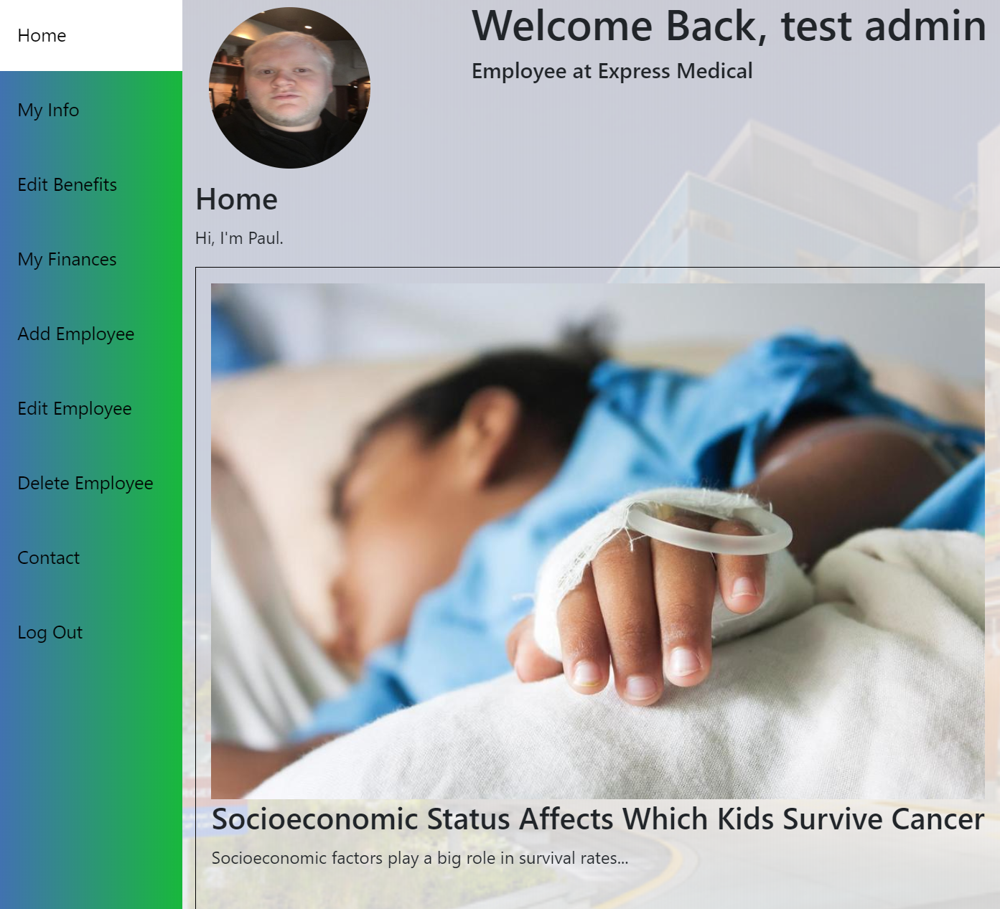 Home
My Info
Edit Benefits
My Finances
Add Employee
Edit Employee
Delete Employee
Contact
Log Out
Welcome Back, test admin
Employee at Express Medical
Home
Hi, I'm Paul.
Socioeconomic Status Affects Which Kids Survive Cancer
Socioeconomic factors play a big role in survival rates...